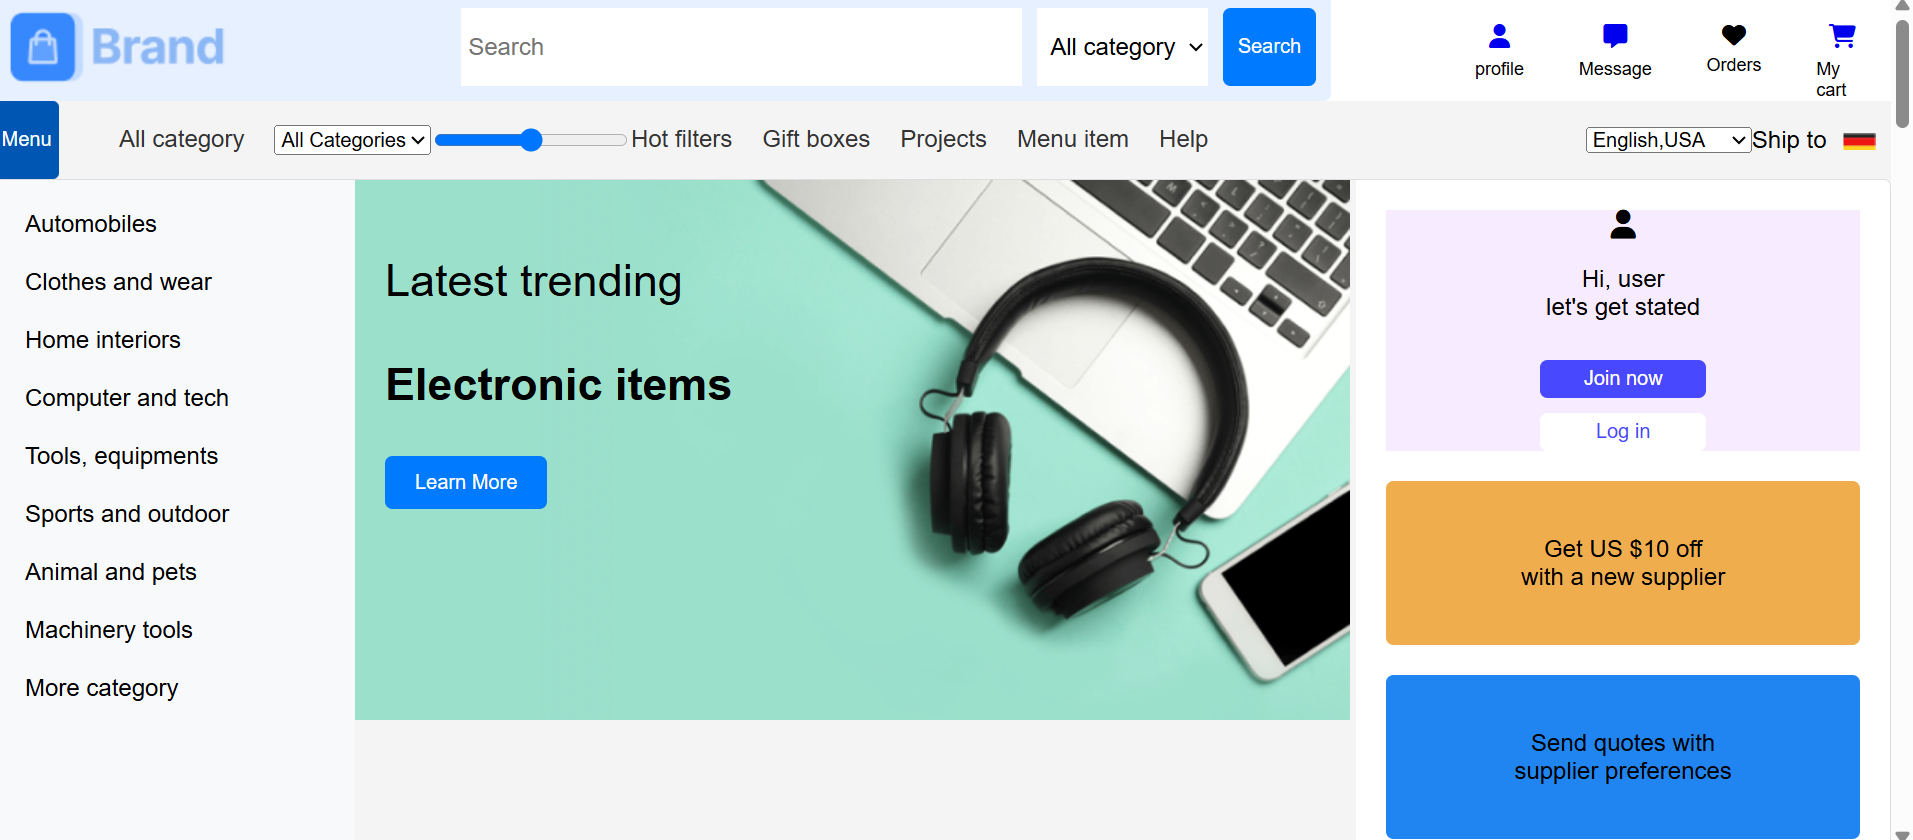 Brand
Search
All category
Search
profile
Message
Orders
My
cart
Menu
All category
All Categories
Hot filters
Gift boxes
Projects
Menu item
Help
English,USA
Ship to
Automobiles
Clothes and wear
Home interiors
Computer and tech
Tools, equipments
Sports and outdoor
Animal and pets
Machinery tools
More category
Latest trending
Electronic items
Learn More
Hi, user
let's get stated
Join now
Log in
Get US $10 off
with a new supplier
Send quotes with
supplier preferences